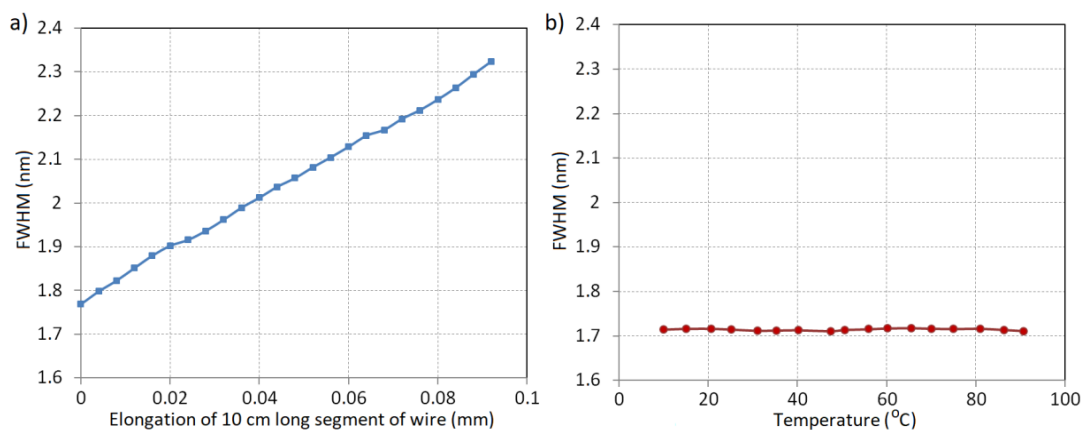 a)
2.4
2.3
2.2
2.1
2
1.9
1.8
1.7
1.6
FWHM (nm)
0 0.02 0.04 0.06 0.08 0.1
Elongation of 10 cm long segment of wire (mm)
b)
2.4
2.3
2.2
2.1
2
1.9
1.8
1.7
1.6
FWHM (nm)
0 20 40 60 80 100
Temperature (°C)